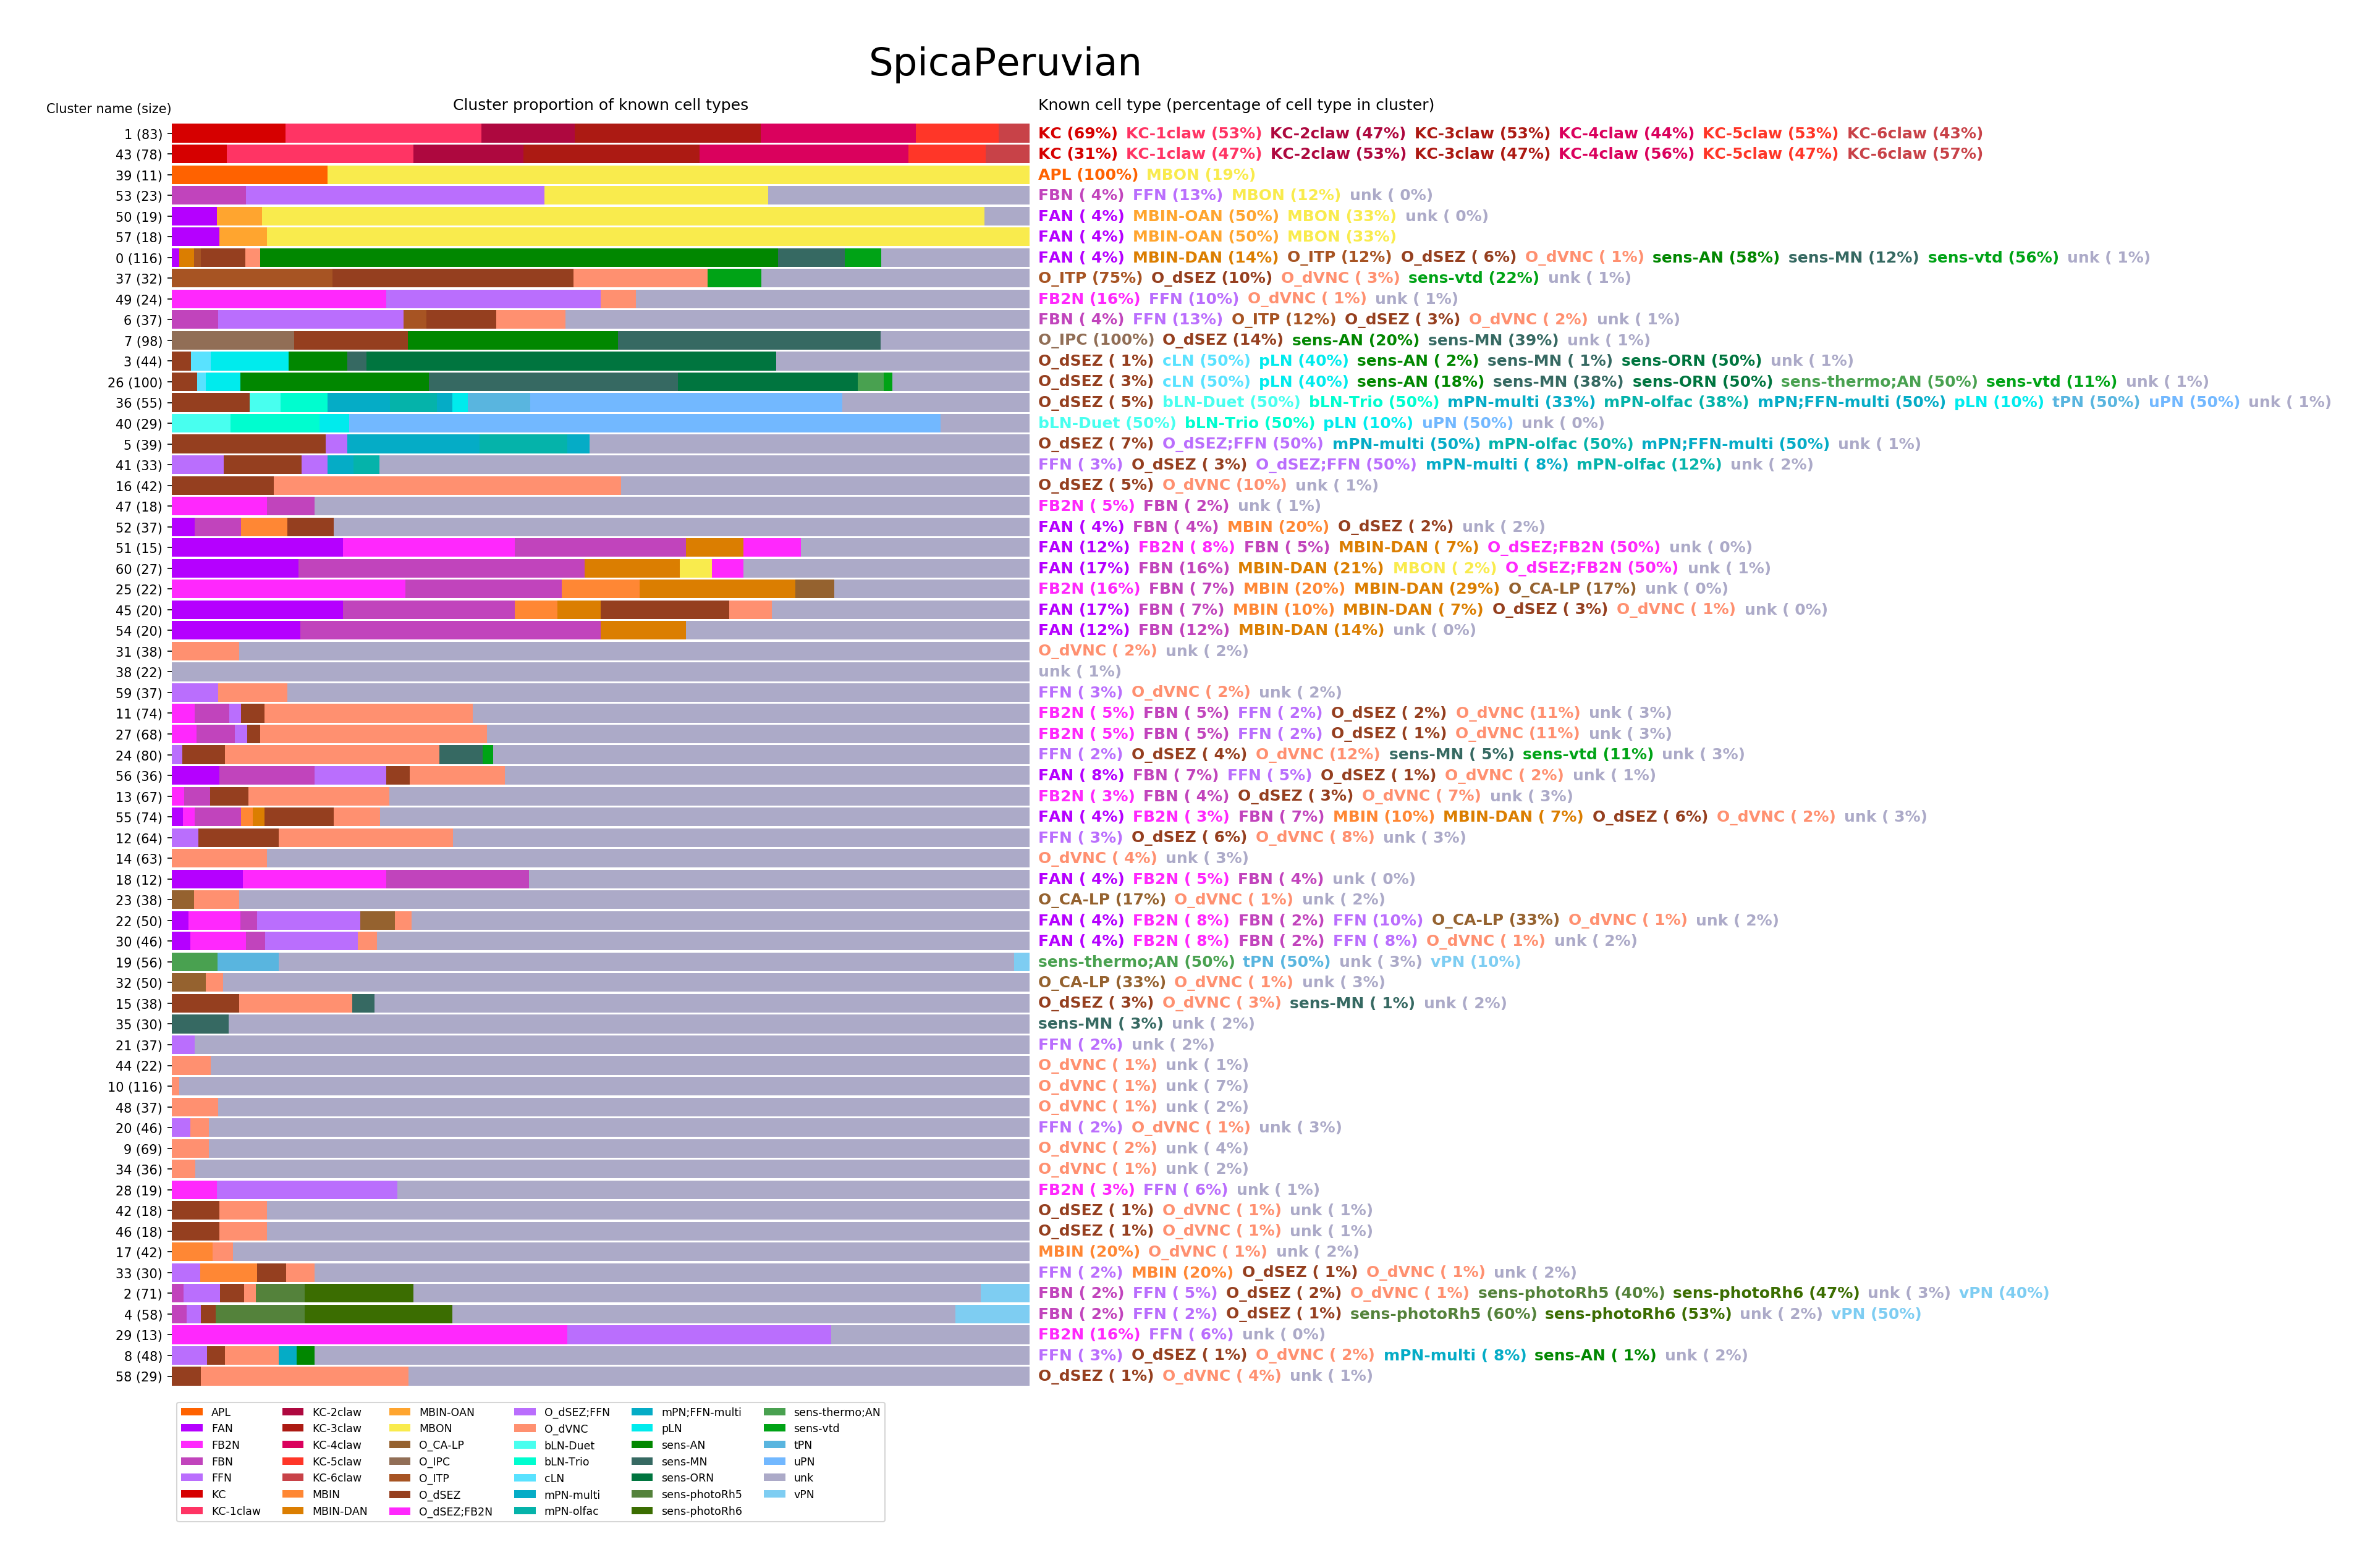 SpicaPeruvian
Cluster name (size) Cluster proportion of known cell types Known cell type (percentage of cell type in cluster)
1 (83) KC (69%) KC-1claw (53%) KC-2claw (47%) KC-3claw (53%) KC-4claw (44%) KC-5claw (53%) KC-6claw (43%)
43 (78) KC (31%) KC-1claw (47%) KC-2claw (53%) KC-3claw (47%) KC-4claw (56%) KC-5claw (47%) KC-6claw (57%)
39 (11) APL (100%) MBON (19%)
53 (23) FBN ( 4%) FFN (13%) MBON (12%) unk ( 0%)
50 (19) FAN ( 4%) MBIN-OAN (50%) MBON (33%) unk ( 0%)
57 (18) FAN ( 4%) MBIN-OAN (50%) MBON (33%)
0 (116) FAN ( 4%) MBIN-DAN (14%) O_ITP (12%) O_dSEZ ( 6%) O_dVNC ( 1%) sens-AN (58%) sens-MN (12%) sens-vtd (56%) unk ( 1%)
37 (32) O_ITP (75%) O_dSEZ (10%) O_dVNC ( 3%) sens-vtd (22%) unk ( 1%)
49 (24) FB2N (16%) FFN (10%) O_dVNC ( 1%) unk ( 1%)
6 (37) FBN ( 4%) FFN (13%) O_ITP (12%) O_dSEZ ( 3%) O_dVNC ( 2%) unk ( 1%)
7 (98) O_IPC (100%) O_dSEZ (14%) sens-AN (20%) sens-MN (39%) unk ( 1%)
3 (44) O_dSEZ ( 1%) cLN (50%) pLN (40%) sens-AN ( 2%) sens-MN ( 1%) sens-ORN (50%) unk ( 1%)
26 (100) O_dSEZ ( 3%) cLN (50%) pLN (40%) sens-AN (18%) sens-MN (38%) sens-ORN (50%) sens-thermo;AN (50%) sens-vtd (11%) unk ( 1%)
36 (55) O_dSEZ ( 5%) bLN-Duet (50%) bLN-Trio (50%) mPN-multi (33%) mPN-olfac (38%) mPN;FFN-multi (50%) pLN (10%) tPN (50%) uPN (50%) unk ( 1%)
40 (29) bLN-Duet (50%) bLN-Trio (50%) pLN (10%) uPN (50%) unk ( 0%)
5 (39) O_dSEZ ( 7%) O_dSEZ;FFN (50%) mPN-multi (50%) mPN-olfac (50%) mPN;FFN-multi (50%) unk ( 1%)
41 (33) FFN ( 3%) O_dSEZ ( 3%) O_dSEZ;FFN (50%) mPN-multi ( 8%) mPN-olfac (12%) unk ( 2%)
16 (42) O_dSEZ ( 5%) O_dVNC (10%) unk ( 1%)
47 (18) FB2N ( 5%) FBN ( 2%) unk ( 1%)
52 (37) FAN ( 4%) FBN ( 4%) MBIN (20%) O_dSEZ ( 2%) unk ( 2%)
51 (15) FAN (12%) FB2N ( 8%) FBN ( 5%) MBIN-DAN ( 7%) O_dSEZ;FB2N (50%) unk ( 0%)
60 (27) FAN (17%) FBN (16%) MBIN-DAN (21%) MBON ( 2%) O_dSEZ;FB2N (50%) unk ( 1%)
25 (22) FB2N (16%) FBN ( 7%) MBIN (20%) MBIN-DAN (29%) O_CA-LP (17%) unk ( 0%)
45 (20) FAN (17%) FBN ( 7%) MBIN (10%) MBIN-DAN ( 7%) O_dSEZ ( 3%) O_dVNC ( 1%) unk ( 0%)
54 (20) FAN (12%) FBN (12%) MBIN-DAN (14%) unk ( 0%)
31 (38) O_dVNC ( 2%) unk ( 2%)
38 (22) unk ( 1%)
59 (37) FFN ( 3%) O_dVNC ( 2%) unk ( 2%)
11 (74) FB2N ( 5%) FBN ( 5%) FFN ( 2%) O_dSEZ ( 2%) O_dVNC (11%) unk ( 3%)
27 (68) FB2N ( 5%) FBN ( 5%) FFN ( 2%) O_dSEZ ( 1%) O_dVNC (11%) unk ( 3%)
24 (80) FFN ( 2%) O_dSEZ ( 4%) O_dVNC (12%) sens-MN ( 5%) sens-vtd (11%) unk ( 3%)
56 (36) FAN ( 8%) FBN ( 7%) FFN ( 5%) O_dSEZ ( 1%) O_dVNC ( 2%) unk ( 1%)
13 (67) FB2N ( 3%) FBN ( 4%) O_dSEZ ( 3%) O_dVNC ( 7%) unk ( 3%)
55 (74) FAN ( 4%) FB2N ( 3%) FBN ( 7%) MBIN (10%) MBIN-DAN ( 7%) O_dSEZ ( 6%) O_dVNC ( 2%) unk ( 3%)
12 (64) FFN ( 3%) O_dSEZ ( 6%) O_dVNC ( 8%) unk ( 3%)
14 (63) O_dVNC ( 4%) unk ( 3%)
18 (12) FAN ( 4%) FB2N ( 5%) FBN ( 4%) unk ( 0%)
23 (38) O_CA-LP (17%) O_dVNC ( 1%) unk ( 2%)
22 (50) FAN ( 4%) FB2N ( 8%) FBN ( 2%) FFN (10%) O_CA-LP (33%) O_dVNC ( 1%) unk ( 2%)
30 (46) FAN ( 4%) FB2N ( 8%) FBN ( 2%) FFN ( 8%) O_dVNC ( 1%) unk ( 2%)
19 (56) sens-thermo;AN (50%) tPN (50%) unk ( 3%) vPN (10%)
32 (50) O_CA-LP (33%) O_dVNC ( 1%) unk ( 3%)
15 (38) O_dSEZ ( 3%) O_dVNC ( 3%) sens-MN ( 1%) unk ( 2%)
35 (30) sens-MN ( 3%) unk ( 2%)
21 (37) FFN ( 2%) unk ( 2%)
44 (22) O_dVNC ( 1%) unk ( 1%)
10 (116) O_dVNC ( 1%) unk ( 7%)
48 (37) O_dVNC ( 1%) unk ( 2%)
20 (46) FFN ( 2%) O_dVNC ( 1%) unk ( 3%)
9 (69) O_dVNC ( 2%) unk ( 4%)
34 (36) O_dVNC ( 1%) unk ( 2%)
28 (19) FB2N ( 3%) FFN ( 6%) unk ( 1%)
42 (18) O_dSEZ ( 1%) O_dVNC ( 1%) unk ( 1%)
46 (18) O_dSEZ ( 1%) O_dVNC ( 1%) unk ( 1%)
17 (42) MBIN (20%) O_dVNC ( 1%) unk ( 2%)
33 (30) FFN ( 2%) MBIN (20%) O_dSEZ ( 1%) O_dVNC ( 1%) unk ( 2%)
2 (71) FBN ( 2%) FFN ( 5%) O_dSEZ ( 2%) O_dVNC ( 1%) sens-photoRh5 (40%) sens-photoRh6 (47%) unk ( 3%) vPN (40%)
4 (58) FBN ( 2%) FFN ( 2%) O_dSEZ ( 1%) sens-photoRh5 (60%) sens-photoRh6 (53%) unk ( 2%) vPN (50%)
29 (13) FB2N (16%) FFN ( 6%) unk ( 0%)
8 (48) FFN ( 3%) O_dSEZ ( 1%) O_dVNC ( 2%) mPN-multi ( 8%) sens-AN ( 1%) unk ( 2%)
58 (29) O_dSEZ ( 1%) O_dVNC ( 4%) unk ( 1%)
APL KC-2claw MBIN-OAN O_dSEZ;FFN mPN;FFN-multi sens-thermo;AN
FAN KC-3claw MBON O_dVNC pLN sens-vtd
FB2N KC-4claw O_CA-LP bLN-Duet sens-AN tPN
FBN KC-5claw O_IPC bLN-Trio sens-MN uPN
FFN KC-6claw O_ITP cLN sens-ORN unk
KC MBIN O_dSEZ mPN-multi sens-photoRh5 vPN
KC-1claw MBIN-DAN O_dSEZ;FB2N mPN-olfac sens-photoRh6